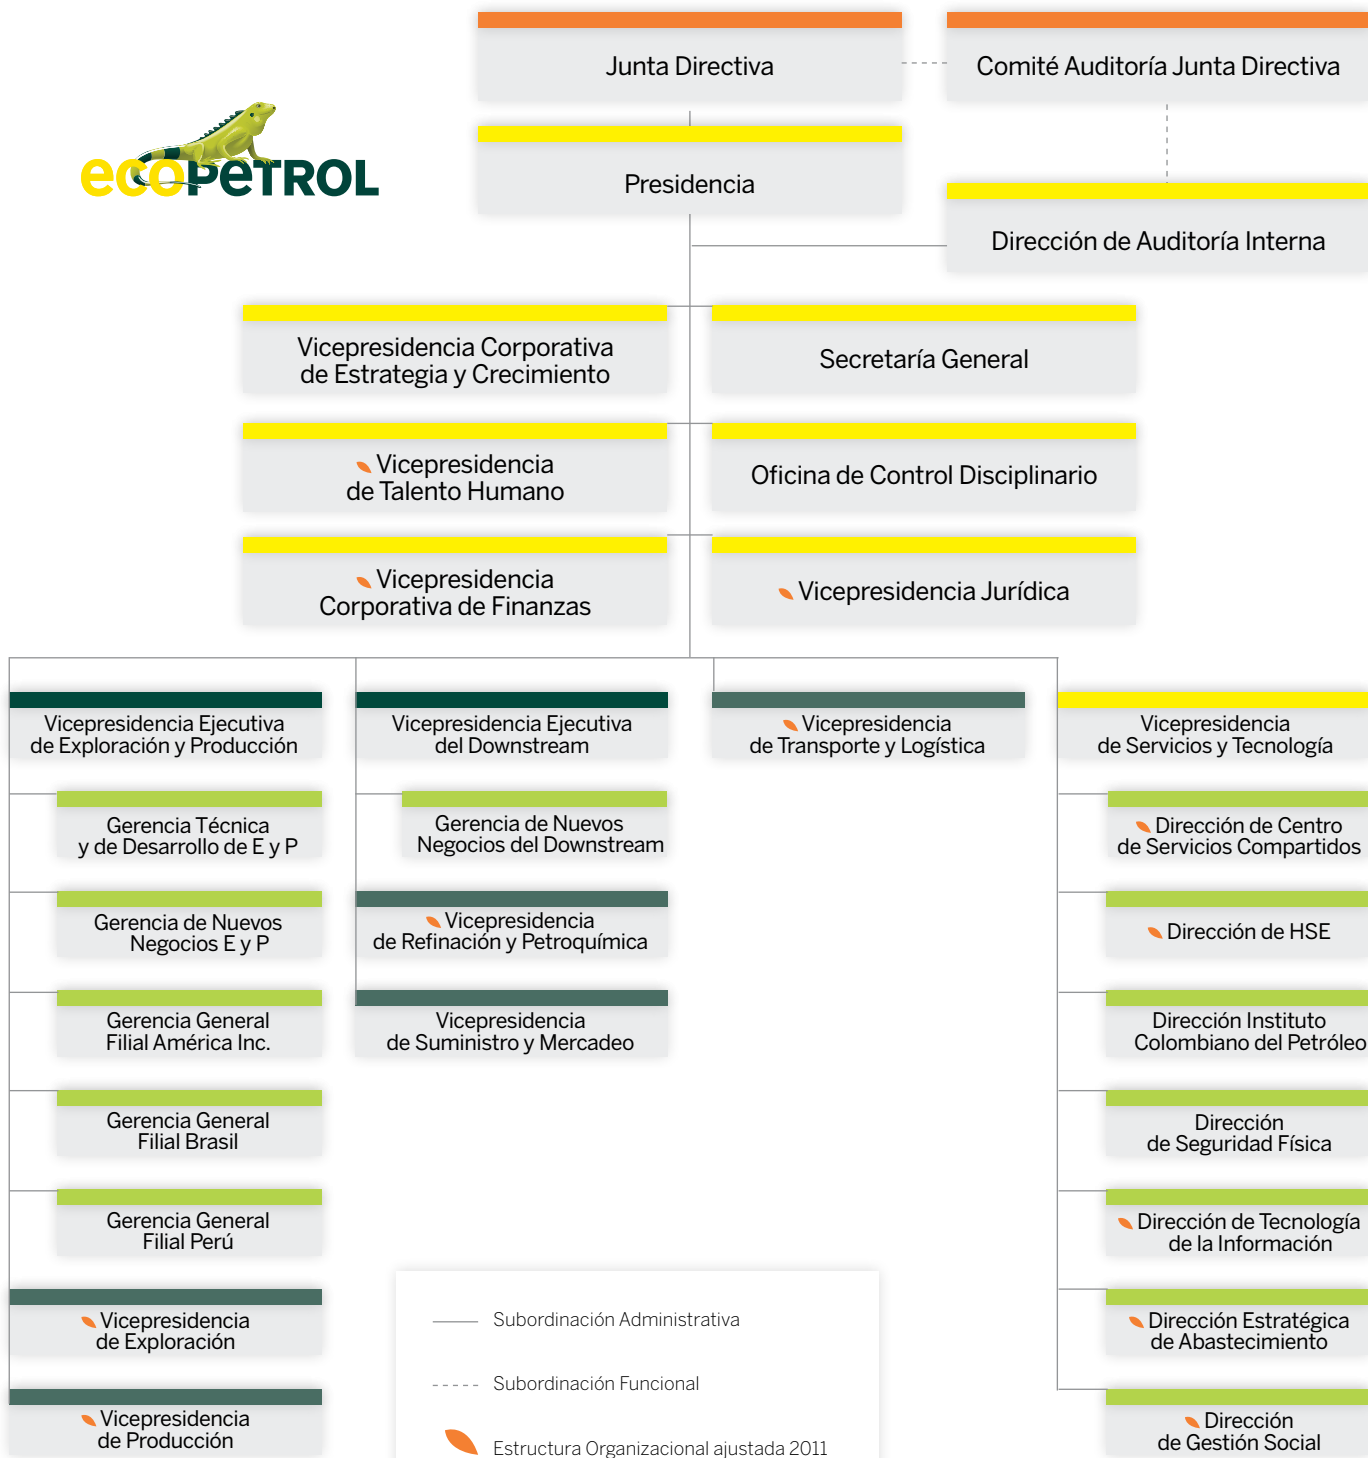 Junta Directiva
Comité Auditoría Junta Directiva
ecoPeTROL
Presidencia
Dirección de Auditoría Interna
Vicepresidencia Corporativa
de Estrategia y Crecimiento
Secretaría General
Vicepresidencia
de Talento Humano
Oficina de Control Disciplinario
Vicepresidencia
Corporativa de Finanzas
Vicepresidencia Jurídica
Vicepresidencia Ejecutiva
de Exploración y Producción
Gerencia Técnica
y de Desarrollo de E y P
Gerencia de Nuevos
Negocios E y P
Gerencia General
Filial América Inc.
Gerencia General
Filial Brasil
Gerencia General
Filial Perú
Vicepresidencia
de Exploración
Vicepresidencia
de Producción
Vicepresidencia Ejecutiva
del Downstream
Gerencia de Nuevos
Negocios del Downstream
Vicepresidencia
de Refinación y Petroquímica
Vicepresidencia
de Suministro y Mercadeo
Vicepresidencia
de Transporte y Logística
Vicepresidencia
de Servicios y Tecnología
Dirección de Centro
de Servicios Compartidos
Dirección de HSE
Dirección Instituto
Colombiano del Petróleo
Dirección
de Seguridad Física
Dirección de Tecnología
de la Información
Dirección Estratégica
de Abastecimiento
Dirección
de Gestión Social
Subordinación Administrativa
Subordinación Funcional
Estructura Organizacional ajustada 2011